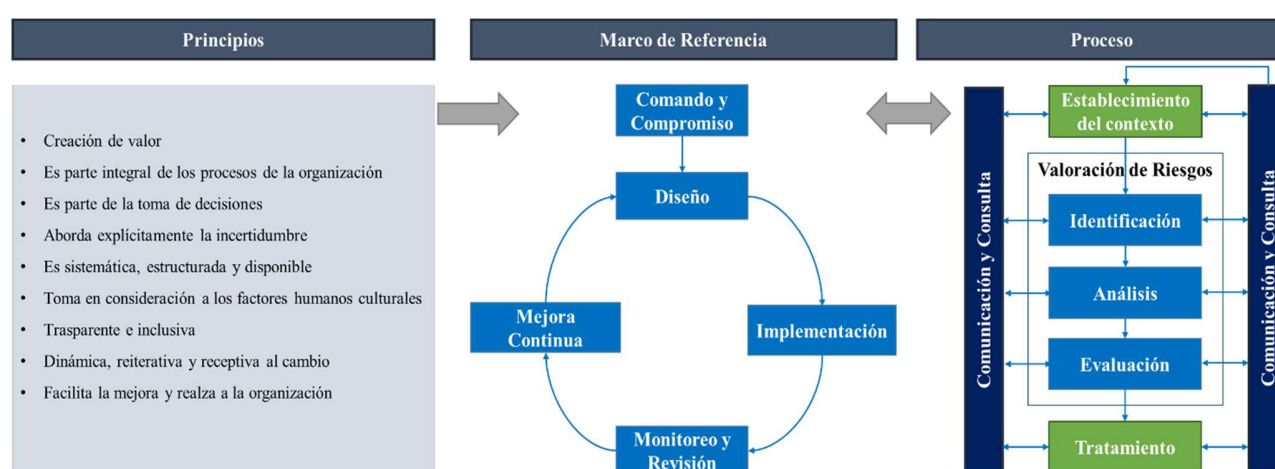 Principios
Creación de valor
Es parte integral de los procesos de la organización
Es parte de la toma de decisiones
Aborda explícitamente la incertidumbre
Es sistemática, estructurada y disponible
Toma en consideración a los factores humanos culturales
Trasparente e inclusiva
Dinámica, reiterativa y receptiva al cambio
Facilita la mejora y realza a la organización
Marco de Referencia
Comando y
Compromiso
Diseño
Implementación
Monitoreo y
Revisión
Mejora
Continua
Proceso
Comunicación y Consulta
Establecimiento
del contexto
Valoración de Riesgos
Identificación
Análisis
Evaluación
Tratamiento
Comunicación y Consulta